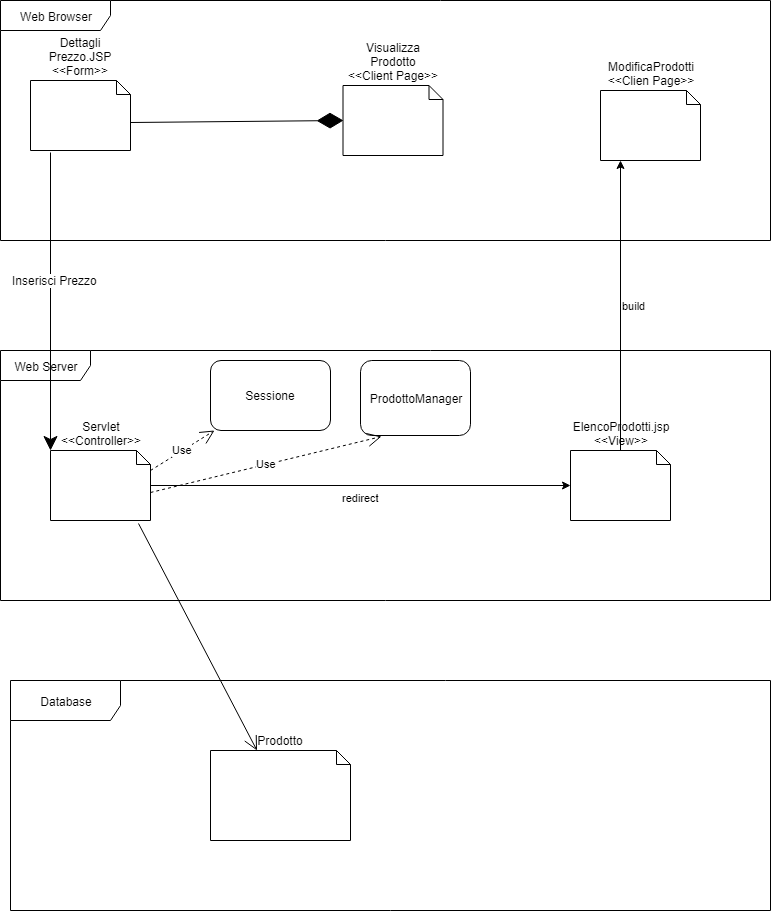 Web Browser
Dettagli
Prezzo.JSP
<<Form>>
Visualizza
Prodotto
<<Client Page>>
ModificaProdotti
<<Clien Page>>
Inserisci Prezzo
build
Web Server
Sessione
ProdottoManager
Servlet
<<Controller>>
Use
Use
ElencoProdotti.jsp
<<View>>
redirect
Database
Prodotto